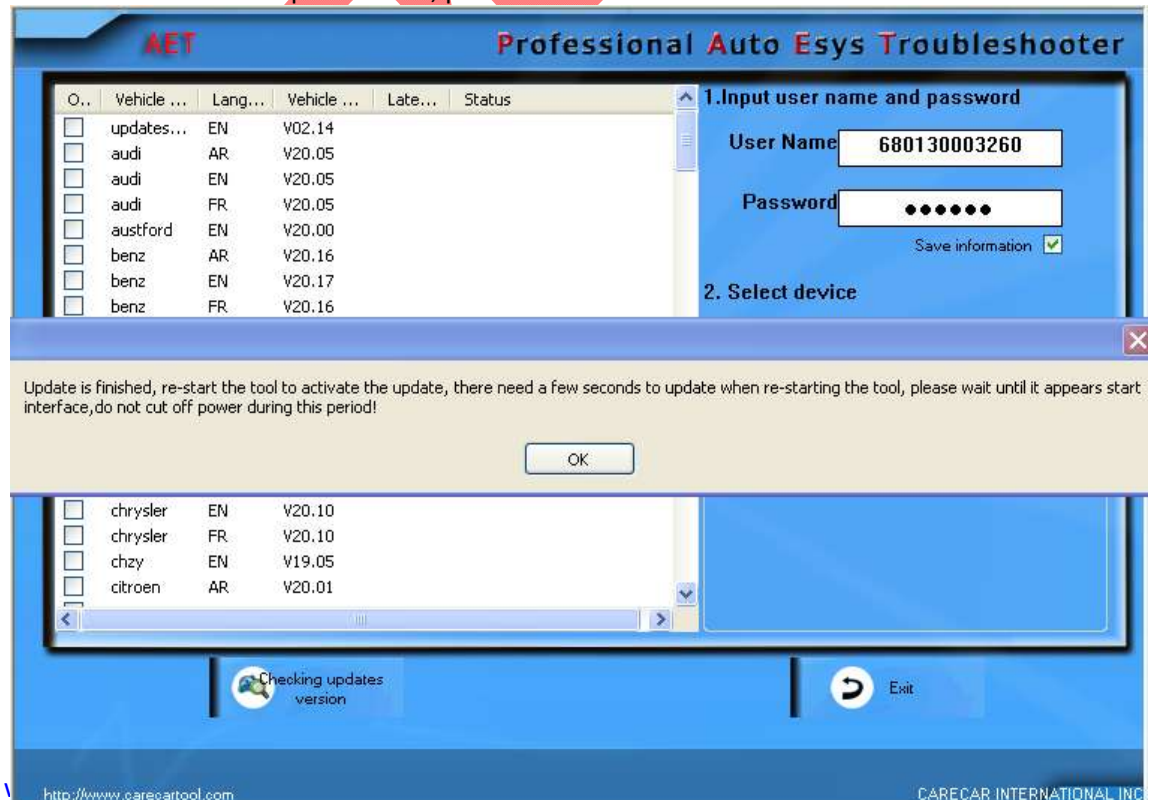 AET
Professional Auto Esys Troubleshooter
O.. Vehicle ... Lang... Vehicle ... Late... Status
updates... EN V02.14
audi AR V20.05
audi EN V20.05
audi FR V20.05
austford EN V20.00
benz AR V20.16
benz EN V20.17
benz FR V20.16
1.Input user name and password
User Name 680130003260
Password ●●●●●●
Save information
2. Select device
Update is finished, re-start the tool to activate the update, there need a few seconds to update when re-starting the tool, please wait until it appears start
interface,do not cut off power during this period!
OK
chrysler EN V20.10
chrysler FR V20.10
chzy EN V19.05
citroen AR V20.01
Checking updates
version
Exit
http://www.carecartool.com
CARECAR INTERNATIONAL INC